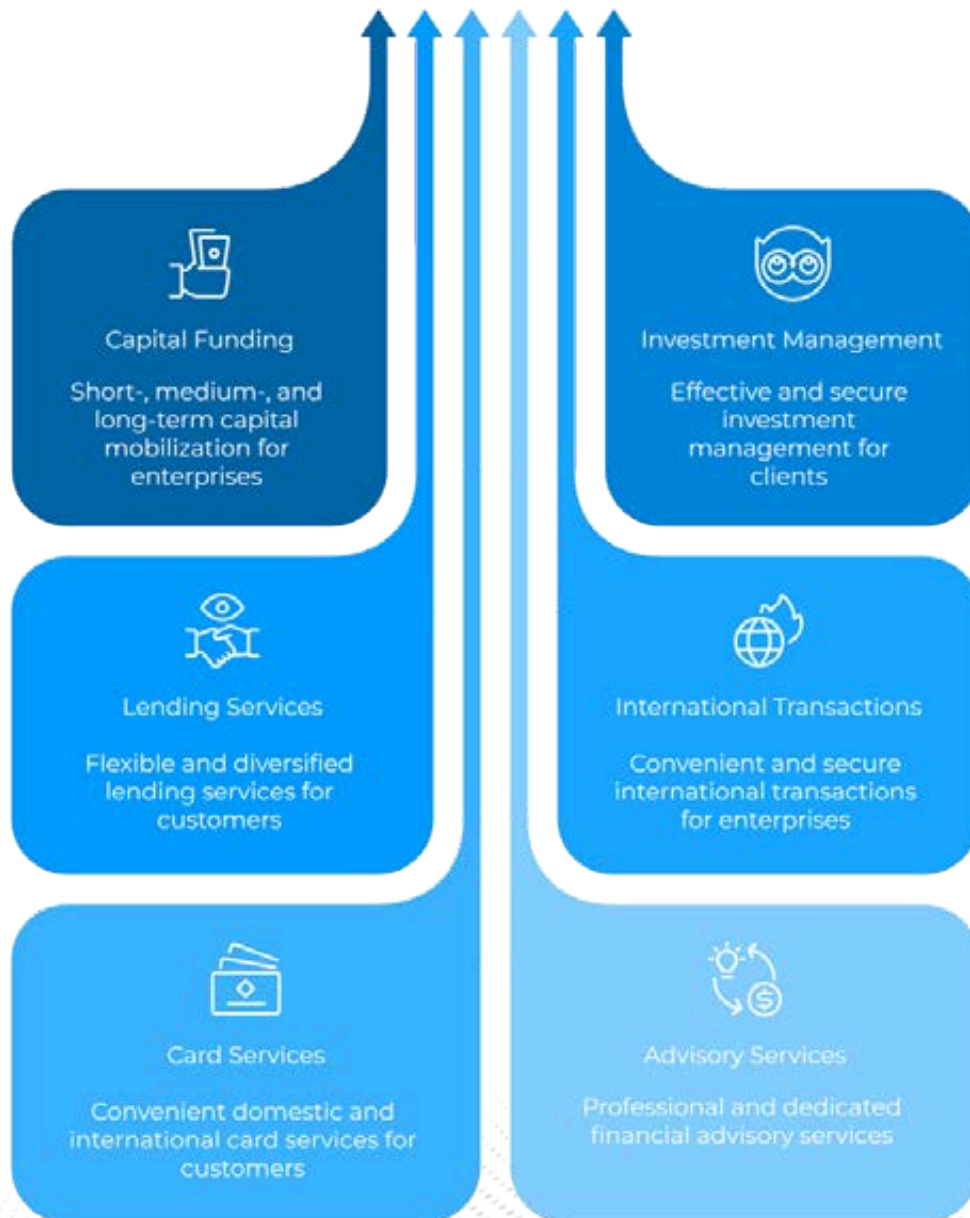 Capital Funding
Short-, medium-, and
long-term capital
mobilization for
enterprises
Investment Management
Effective and secure
investment
management for
clients
Lending Services
Flexible and diversified
lending services for
customers
International Transactions
Convenient and secure
international transactions
for enterprises
Card Services
Convenient domestic and
international card services for
customers
Advisory Services
Professional and dedicated
financial advisory services